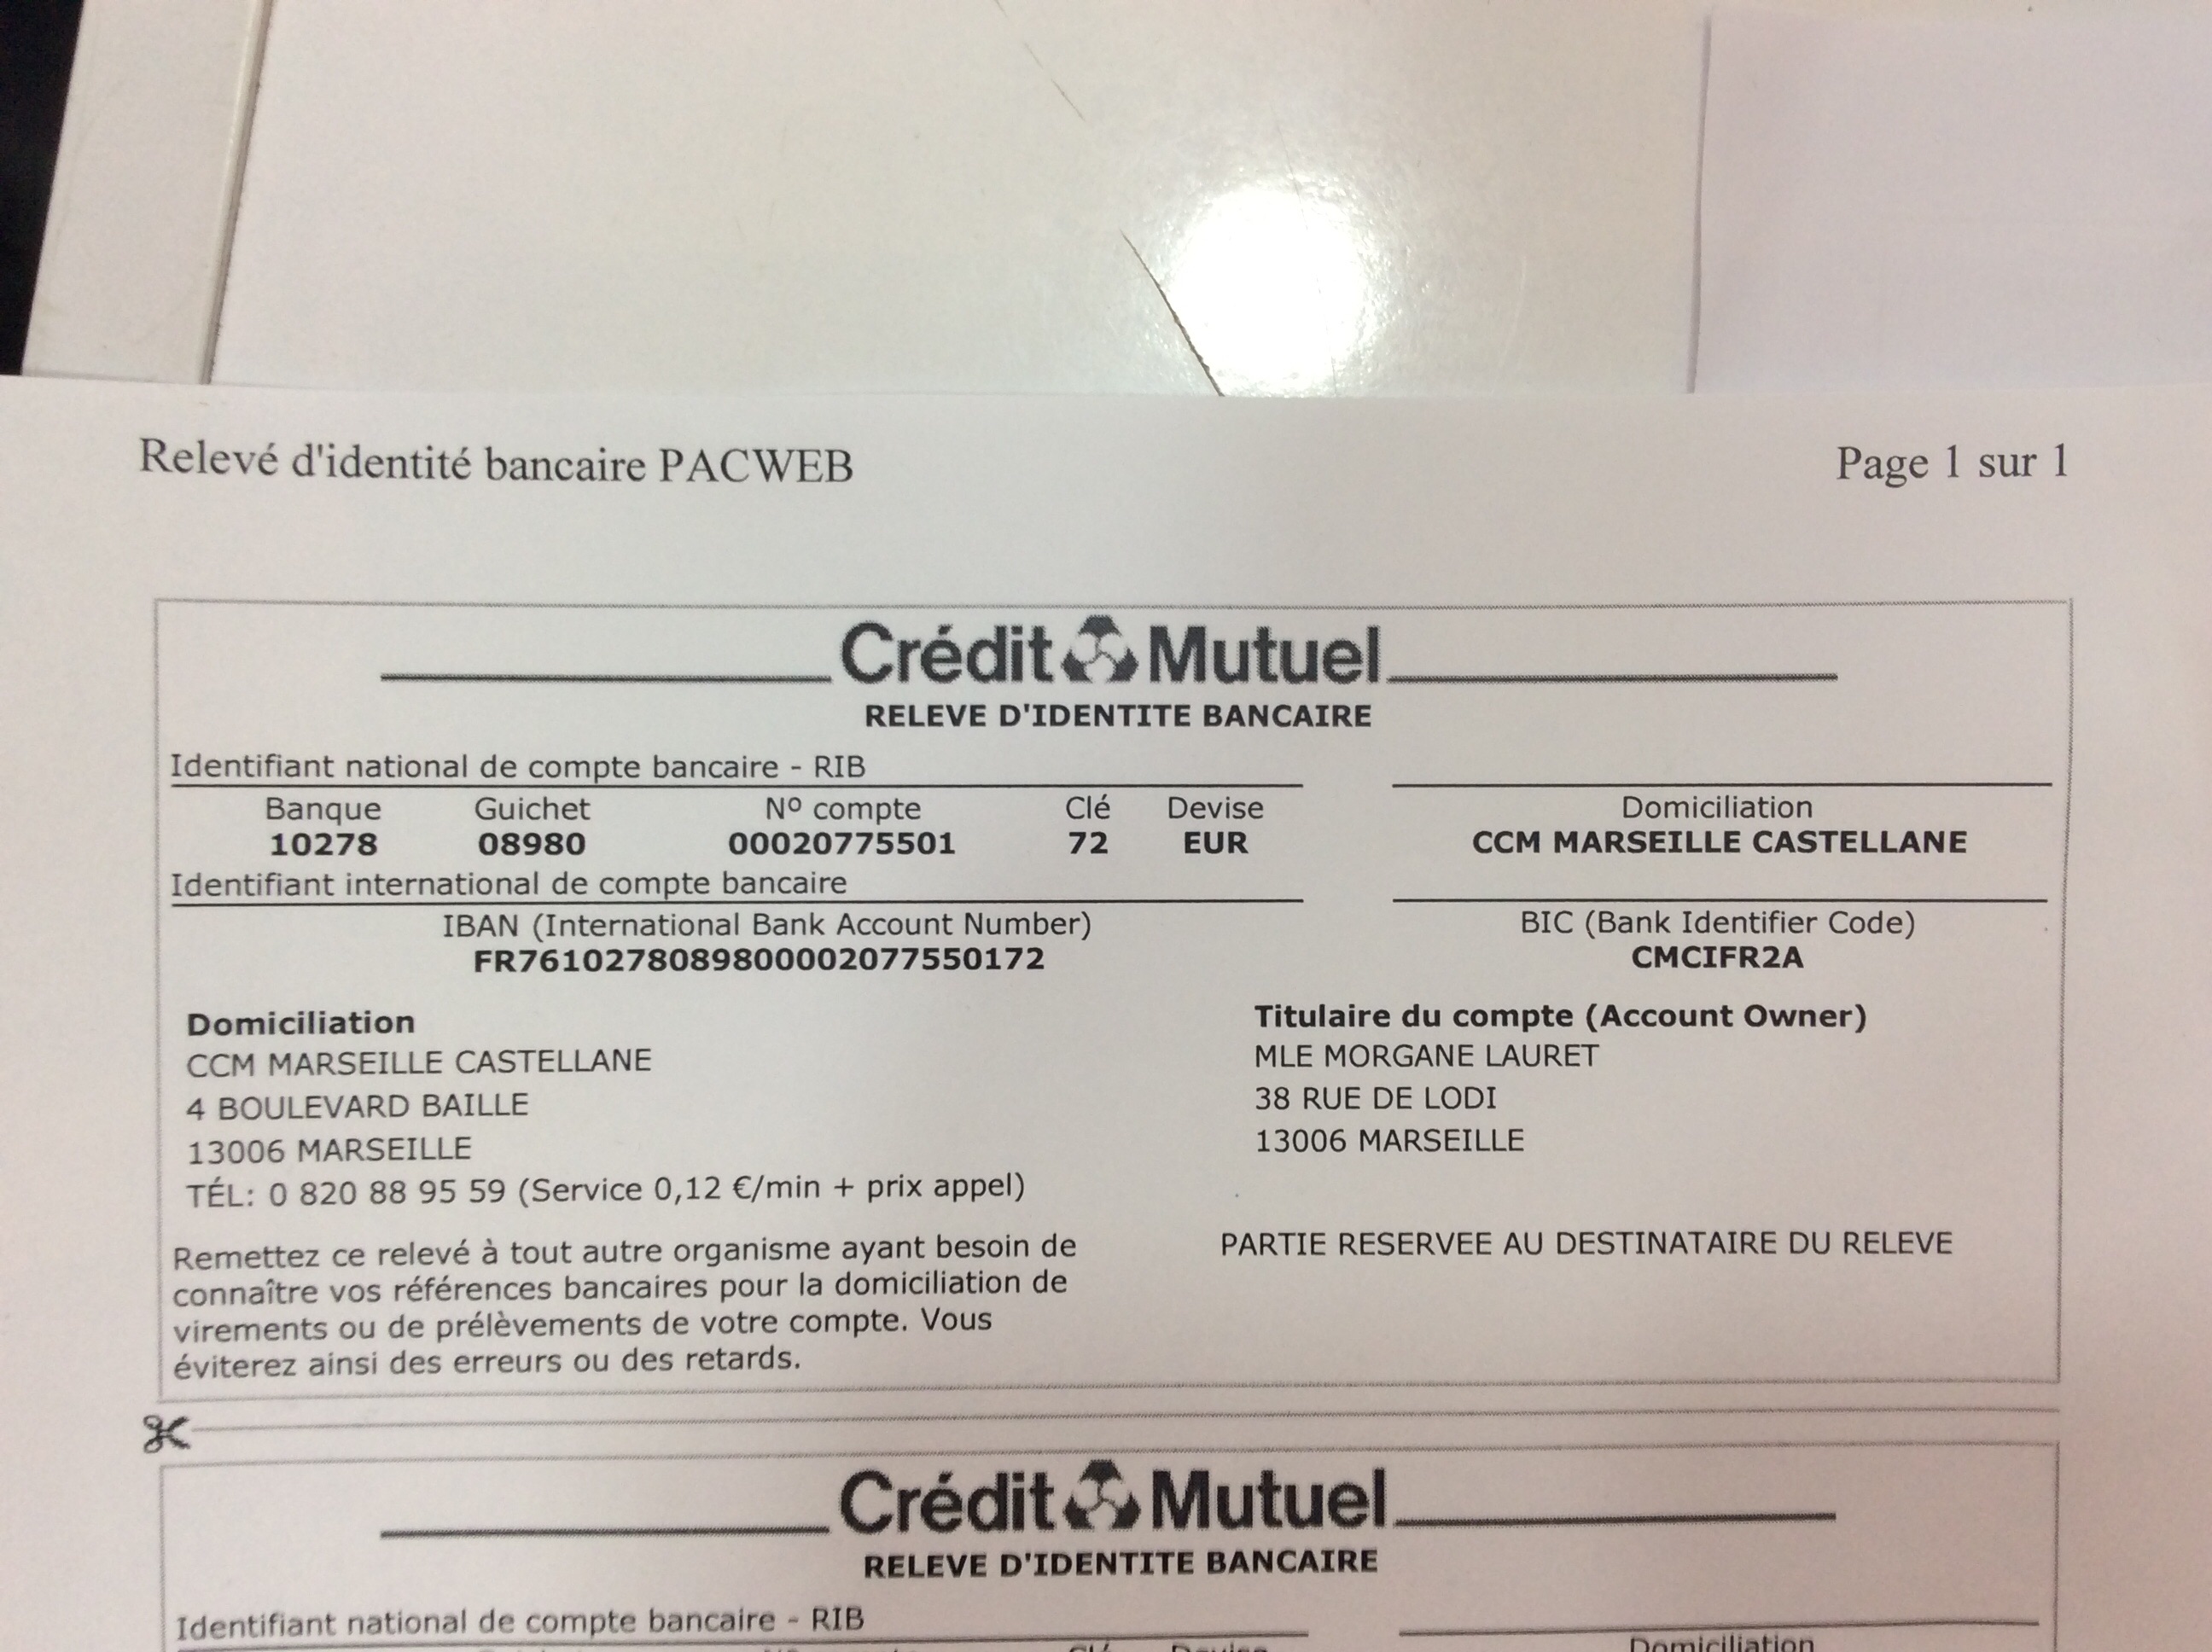 Relevé d'identité bancaire PACWEB Page 1 sur 1
Crédit Mutuel
RELEVE D'IDENTITE BANCAIRE
Identifiant national de compte bancaire - RIB
Banque Guichet Nº compte Clé Devise Domiciliation
10278 08980 00020775501 72 EUR CCM MARSEILLE CASTELLANE
Identifiant international de compte bancaire
IBAN (International Bank Account Number) BIC (Bank Identifier Code)
FR7610278089800002077550172 CMCIFR2A
Domiciliation
CCM MARSEILLE CASTELLANE
4 BOULEVARD BAILLE
13006 MARSEILLE
TÉL: 0 820 88 95 59 (Service 0,12 €/min + prix appel)
Titulaire du compte (Account Owner)
MLE MORGANE LAURET
38 RUE DE LODI
13006 MARSEILLE
Remettez ce relevé à tout autre organisme ayant besoin de
connaître vos références bancaires pour la domiciliation de
virements ou de prélèvements de votre compte. Vous
éviterez ainsi des erreurs ou des retards.
PARTIE RESERVEE AU DESTINATAIRE DU RELEVE
Crédit Mutuel
RELEVE D'IDENTITE BANCAIRE
Identifiant national de compte bancaire - RIB
Domiciliation